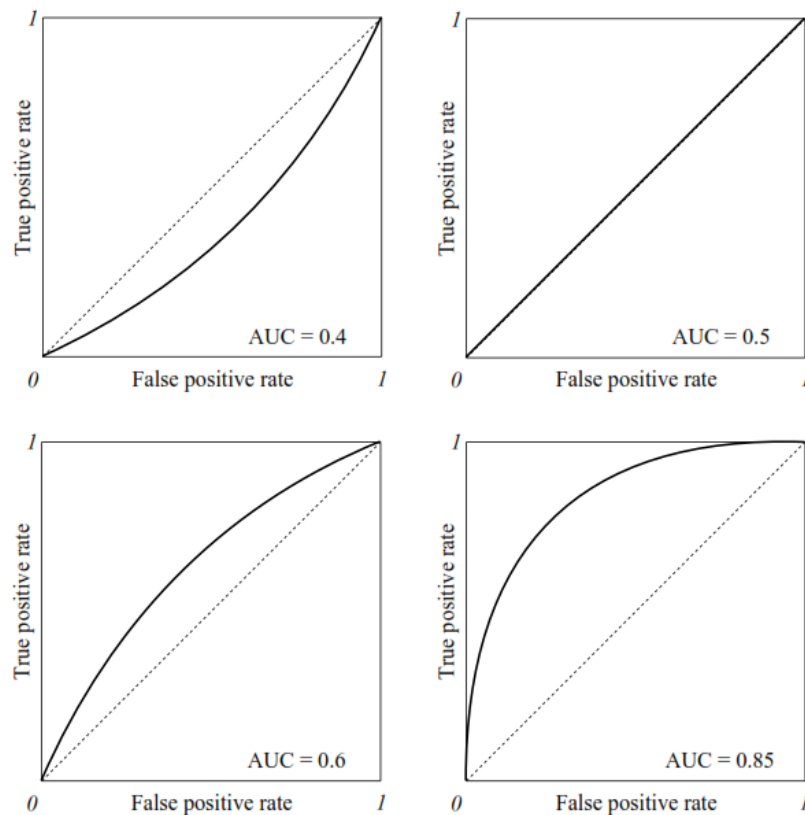 1
True positive rate
AUC = 0.4
0 False positive rate 1
1
True positive rate
AUC = 0.5
0 False positive rate 1
1
True positive rate
AUC = 0.6
0 False positive rate 1
1
True positive rate
AUC = 0.85
0 False positive rate 1